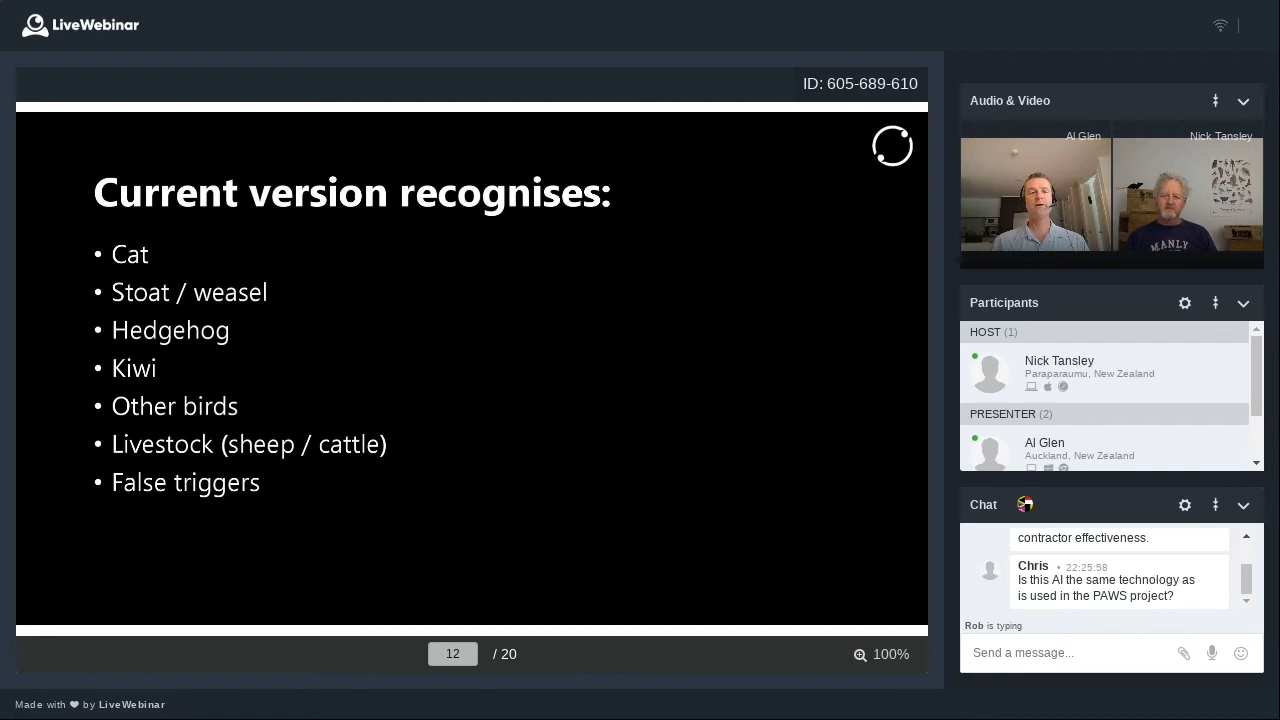 LiveWebinar
ID: 605-689-610
Current version recognises:
• Cat
• Stoat / weasel
• Hedgehog
• Kiwi
• Other birds
• Livestock (sheep / cattle)
• False triggers
12 / 20
100%
Audio & Video
Al Glen
Nick Tansley
MANLY
Participants
HOST (1)
Nick Tansley
Paraparaumu, New Zealand
PRESENTER (2)
Al Glen
Auckland, New Zealand
Chat
contractor effectiveness.
Chris • 22:25:58
Is this AI the same technology as
is used in the PAWS project?
Rob is typing
Send a message...
Made with ❤ by LiveWebinar